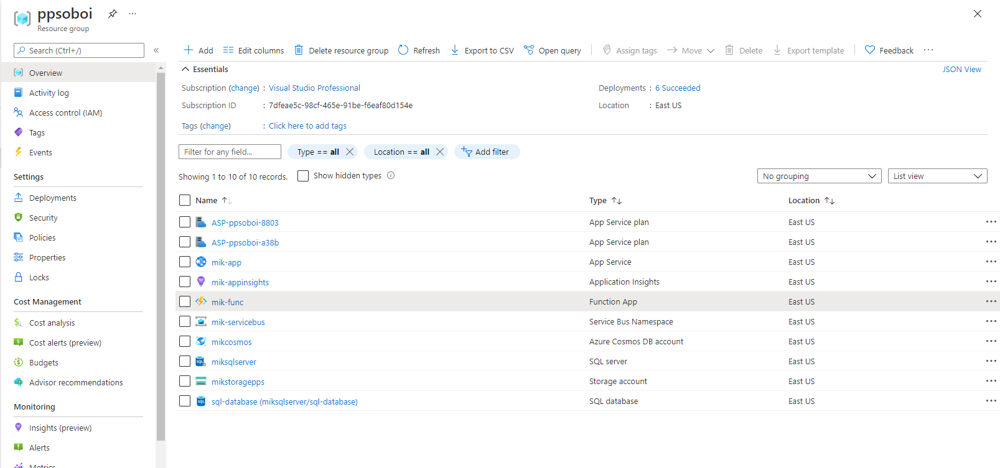 ppsoboi
Resource group
Search (Ctrl+/)
«
Overview
Activity log
Access control (IAM)
Tags
Events
Settings
Deployments
Security
Policies
Properties
Locks
Cost Management
Cost analysis
Cost alerts (preview)
Budgets
Advisor recommendations
Monitoring
Insights (preview)
Alerts
Metrics
Add Edit columns Delete resource group Refresh Export to CSV Open query Assign tags Move Delete Export template Feedback
Essentials JSON View
Subscription (change) : Visual Studio Professional Deployments : 6 Succeeded
Subscription ID : 7dfeae5c-98cf-465e-91be-f6eaf80d154e Location : East US
Tags (change) : Click here to add tags
Filter for any field... Type == all Location == all Add filter
Showing 1 to 10 of 10 records. Show hidden types No grouping List view
Name Type Location
ASP-ppsoboi-8803 App Service plan East US
ASP-ppsoboi-a38b App Service plan East US
mik-app App Service East US
mik-appinsights Application Insights East US
mik-func Function App East US
mik-servicebus Service Bus Namespace East US
mikcosmos Azure Cosmos DB account East US
miksqlserver SQL server East US
mikstoragepps Storage account East US
sql-database (miksqlserver/sql-database) SQL database East US